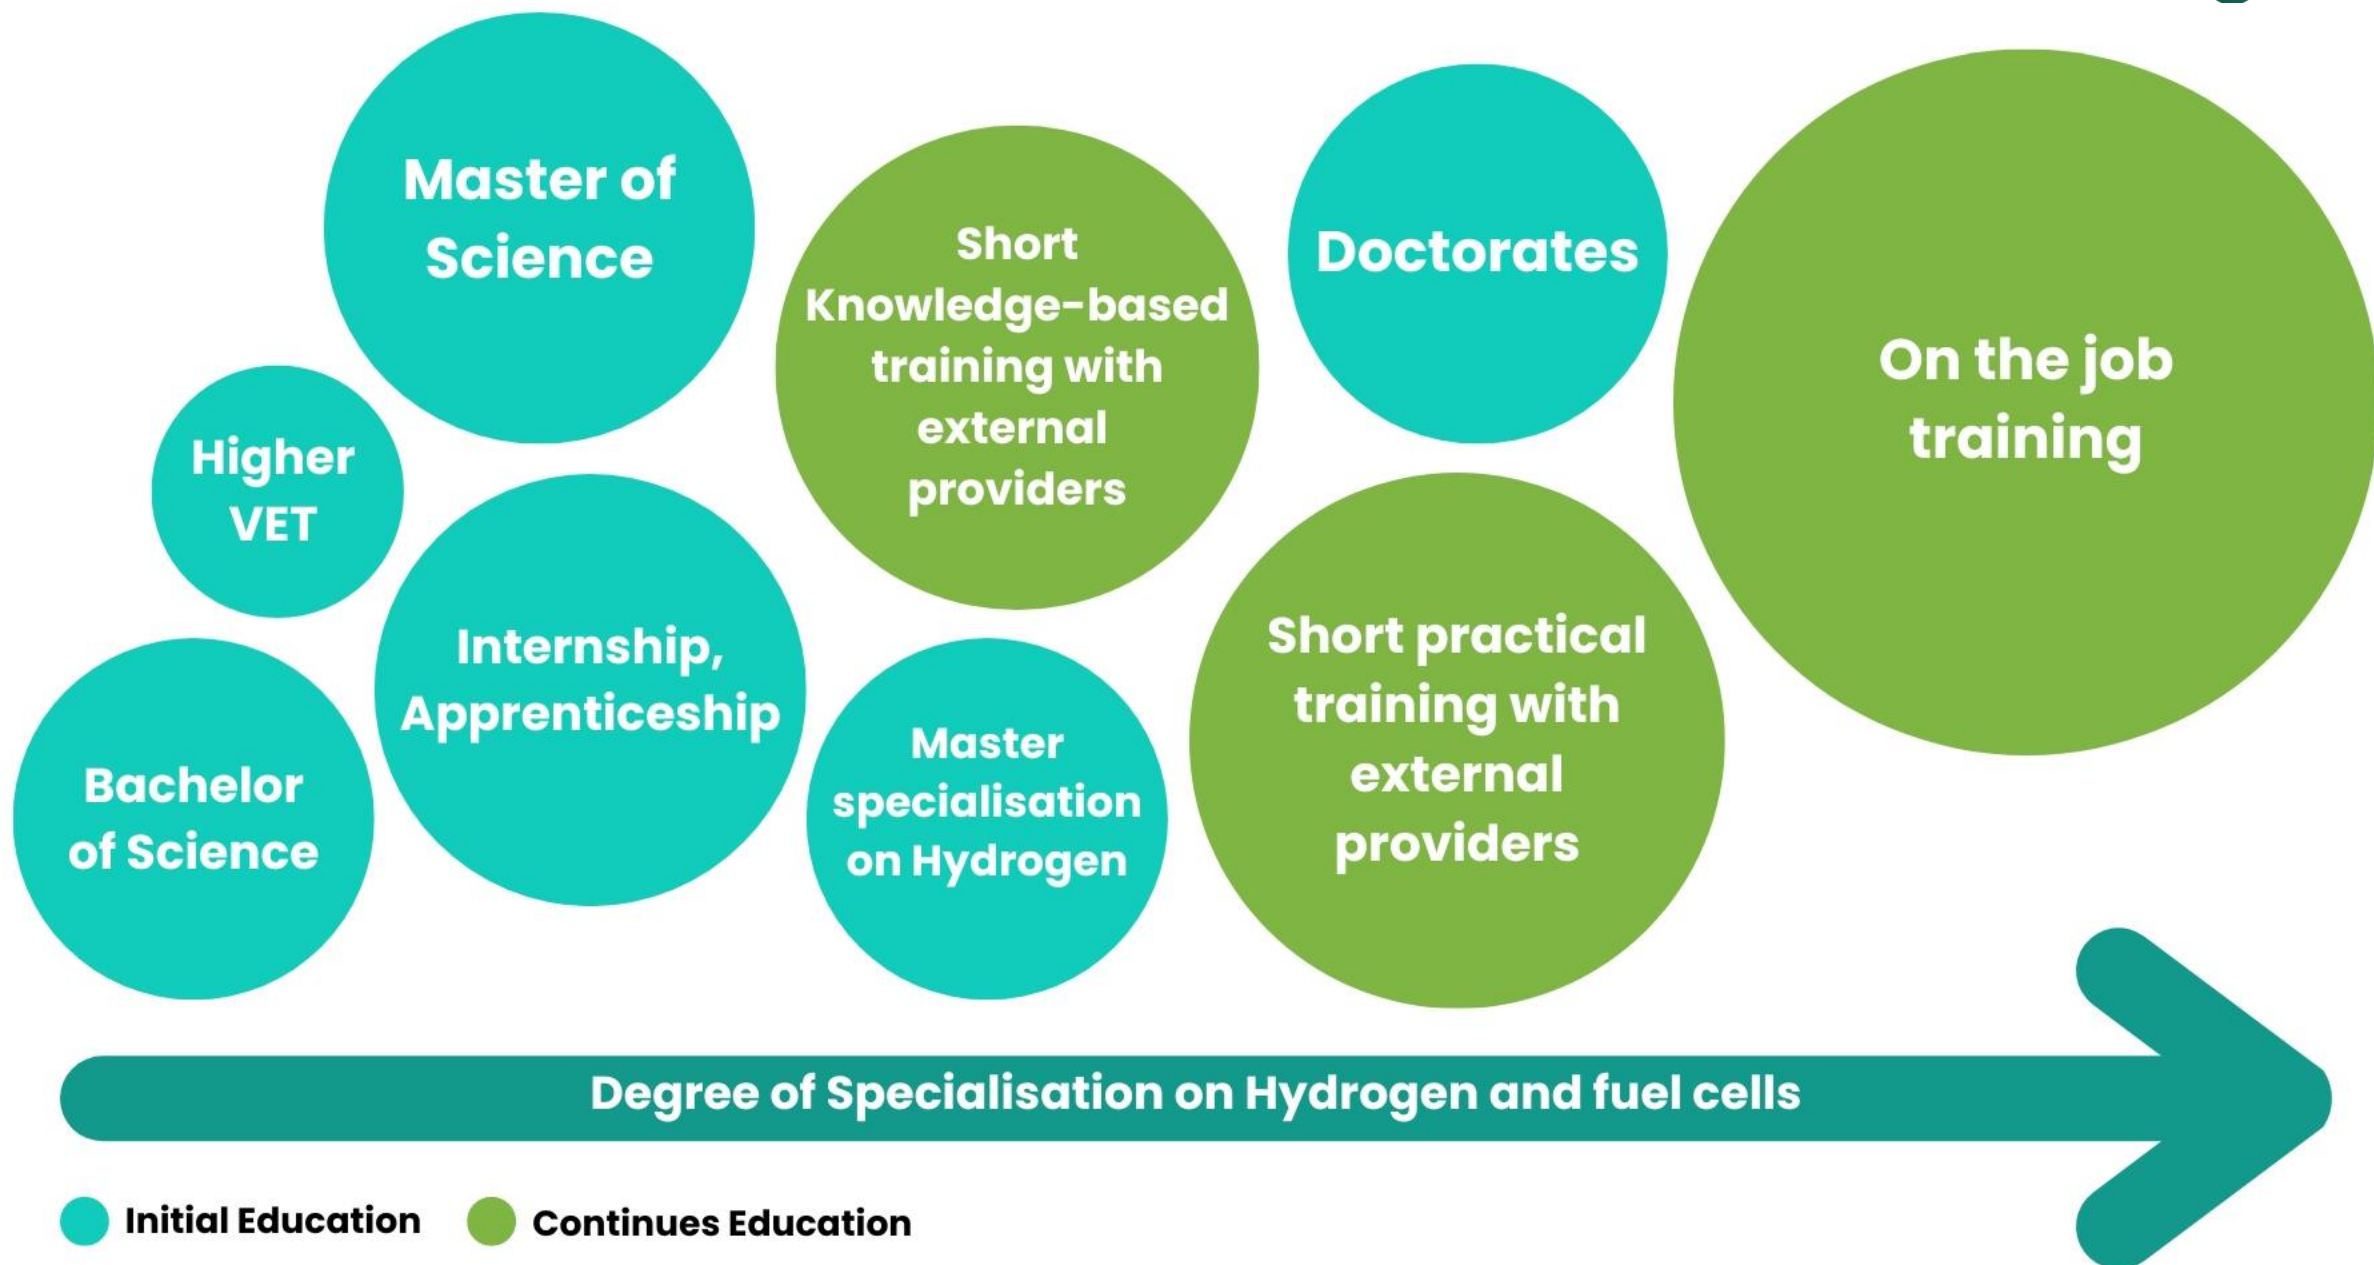 Master of
Science
Short
Knowledge-based
training with
external
providers
Doctorates
On the job
training
Higher
VET
Internship,
Apprenticeship
Bachelor
of Science
Master
specialisation
on Hydrogen
Short practical
training with
external
providers
Degree of Specialisation on Hydrogen and fuel cells
Initial Education
Continues Education